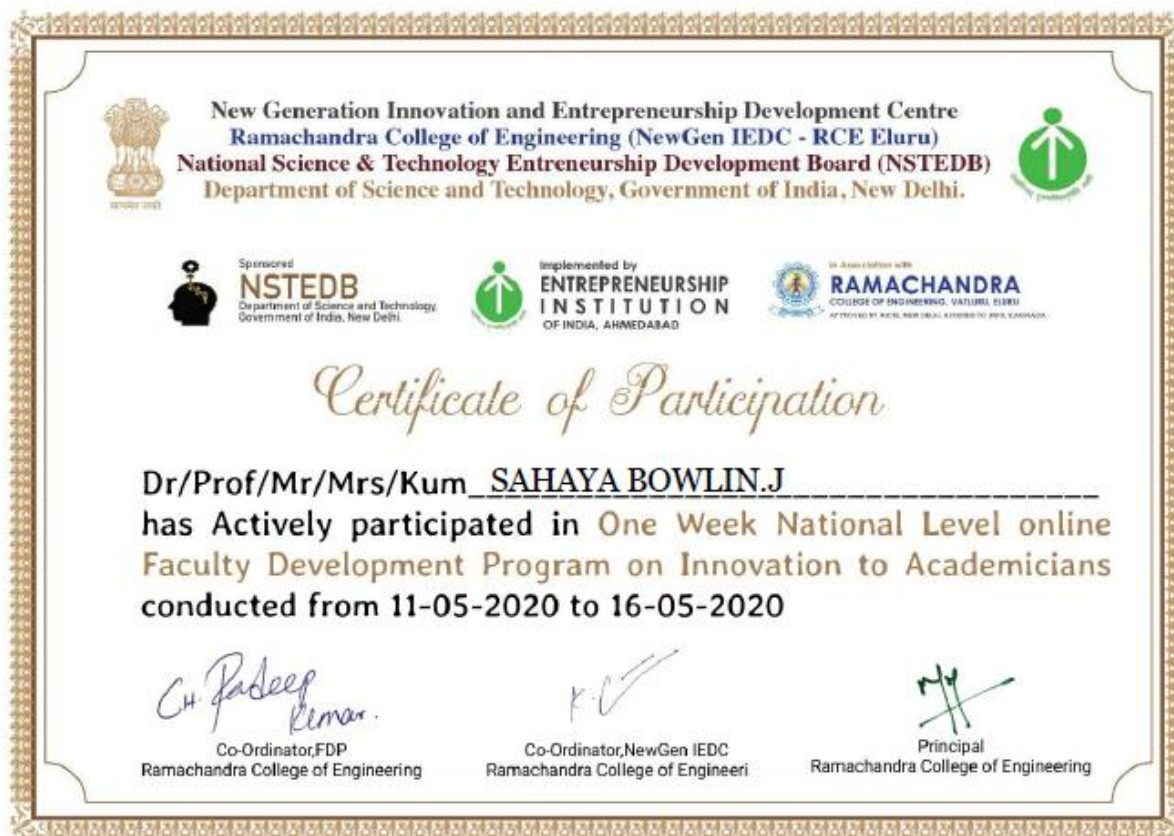 New Generation Innovation and Entrepreneurship Development Centre
Ramachandra College of Engineering (NewGen IEDC - RCE Eluru)
National Science & Technology Entreneurship Development Board (NSTEDB)
Department of Science and Technology, Government of India, New Delhi.
सत्यमेव जयते
Sponsored
NSTEDB
Department of Science and Technology,
Government of India, New Delhi.
Implemented by
ENTREPRENEURSHIP
INSTITUTION
OF INDIA, AHMEDABAD
In Association with
RAMACHANDRA
COLLEGE OF ENGINEERING, VATLURU, ELURU
Certificate of Participation
Dr/Prof/Mr/Mrs/Kum SAHAYA BOWLIN.J
has Actively participated in One Week National Level online
Faculty Development Program on Innovation to Academicians
conducted from 11-05-2020 to 16-05-2020
CH. Pradeep
Kumar.
Co-Ordinator,FDP
Ramachandra College of Engineering
Co-Ordinator,NewGen IEDC
Ramachandra College of Engineeri
Principal
Ramachandra College of Engineering